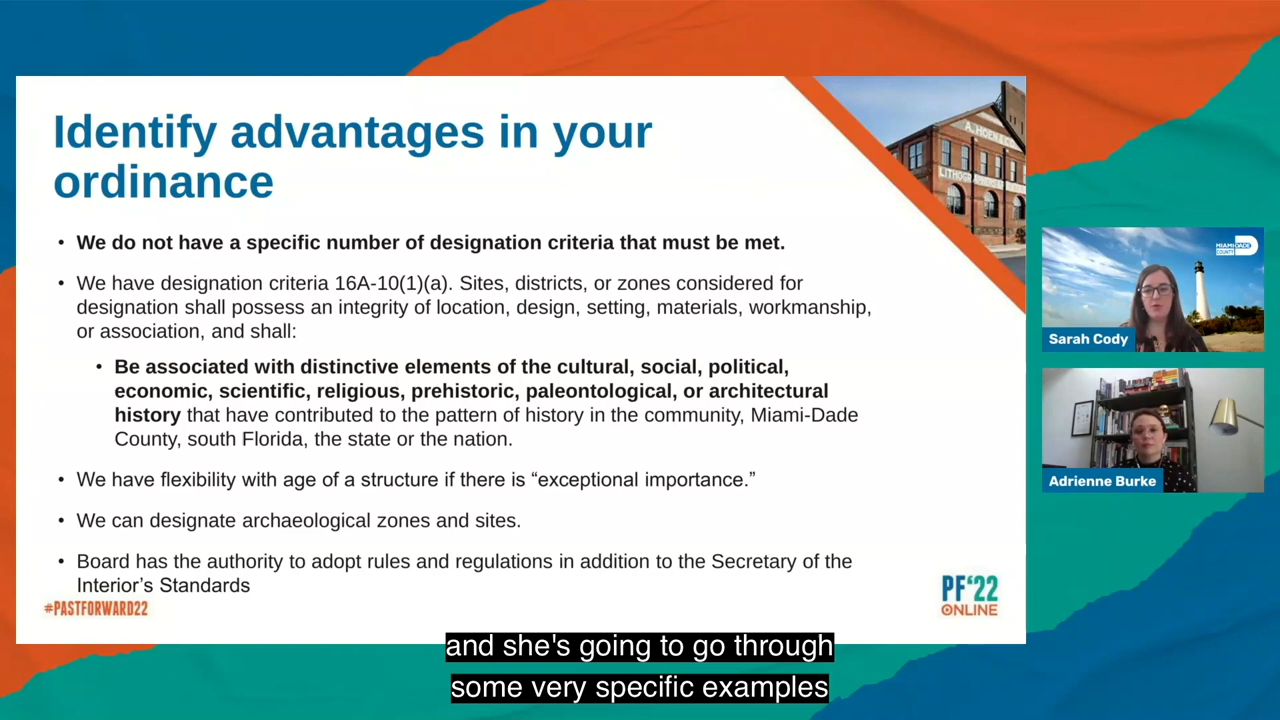 Identify advantages in your
ordinance
• We do not have a specific number of designation criteria that must be met.
• We have designation criteria 16A-10(1)(a). Sites, districts, or zones considered for
designation shall possess an integrity of location, design, setting, materials, workmanship,
or association, and shall:
• Be associated with distinctive elements of the cultural, social, political,
economic, scientific, religious, prehistoric, paleontological, or architectural
history that have contributed to the pattern of history in the community, Miami-Dade
County, south Florida, the state or the nation.
• We have flexibility with age of a structure if there is “exceptional importance.”
• We can designate archaeological zones and sites.
• Board has the authority to adopt rules and regulations in addition to the Secretary of the
Interior’s Standards
#PASTFORWARD22
PF‘22
ONLINE
A. HOEN & CO.
MIAMI-DADE
COUNTY
Sarah Cody
Adrienne Burke
and she's going to go through
some very specific examples